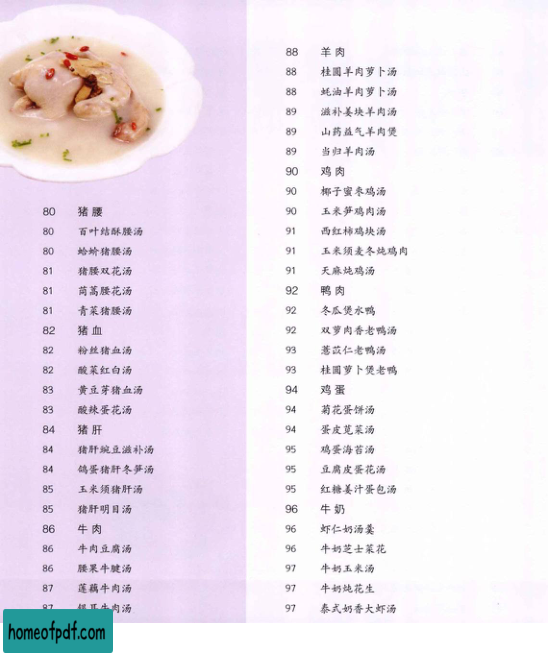 80 猪腰
80 百叶结酥腰汤
80 蛤蚧猪腰汤
81 猪腰双花汤
81 茼蒿腰花汤
81 青菜猪腰汤
82 猪血
82 粉丝猪血汤
82 酸菜红白汤
83 黄豆芽猪血汤
83 酸辣蛋花汤
84 猪肝
84 猪肝豌豆滋补汤
84 鸽蛋猪肝冬笋汤
85 玉米须猪肝汤
85 猪肝明目汤
86 牛肉
86 牛肉豆腐汤
86 腰果牛腱汤
87 莲藕牛肉汤
87 银耳牛肉汤
88 羊肉
88 桂圆羊肉萝卜汤
88 蚝油羊肉萝卜汤
89 滋补姜块羊肉汤
89 山药益气羊肉煲
89 当归羊肉汤
90 鸡肉
90 椰子蜜枣鸡汤
90 玉米笋鸡肉汤
91 西红柿鸡块汤
91 玉米须麦冬炖鸡肉
91 天麻炖鸡汤
92 鸭肉
92 冬瓜煲水鸭
92 双萝肉香老鸭汤
93 薏苡仁老鸭汤
93 桂圆萝卜煲老鸭
94 鸡蛋
94 菊花蛋饼汤
94 蛋皮苋菜汤
95 鸡蛋海苔汤
95 豆腐皮蛋花汤
95 红糖姜汁蛋包汤
96 牛奶
96 虾仁奶汤羹
96 牛奶芝士菜花
97 牛奶玉米汤
97 牛奶炖花生
97 泰式奶香大虾汤
homeofpdf.com